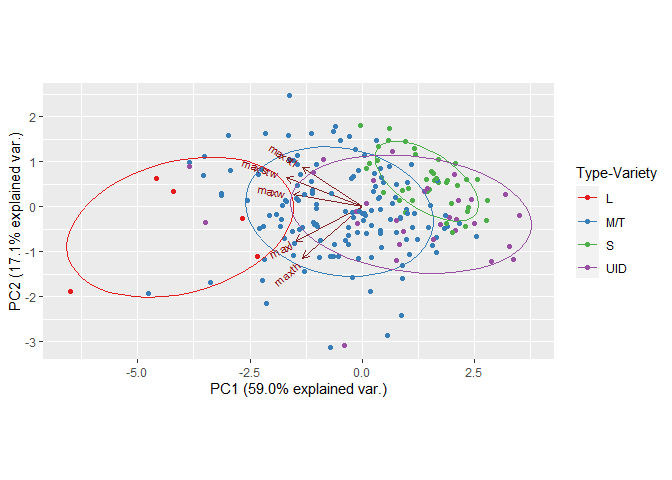 PC2 (17.1% explained var.)
2
1
0
-1
-2
-3
maxw
maxh
-5.0
-2.5
0.0
2.5
PC1 (59.0% explained var.)
Type-Variety
L
M/T
S
UID